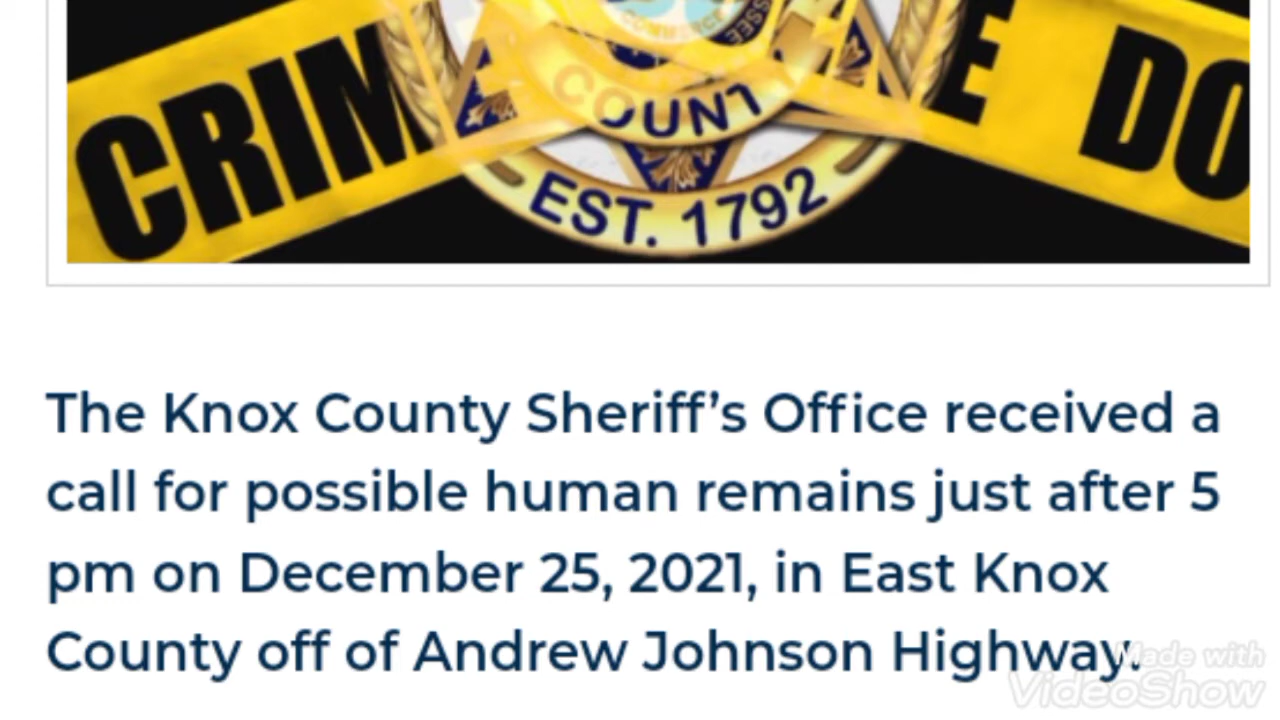 CRIM
E DO
COUNT
EST. 1792
The Knox County Sheriff’s Office received a
call for possible human remains just after 5
pm on December 25, 2021, in East Knox
County off of Andrew Johnson Highway.
Made with
VideoShow